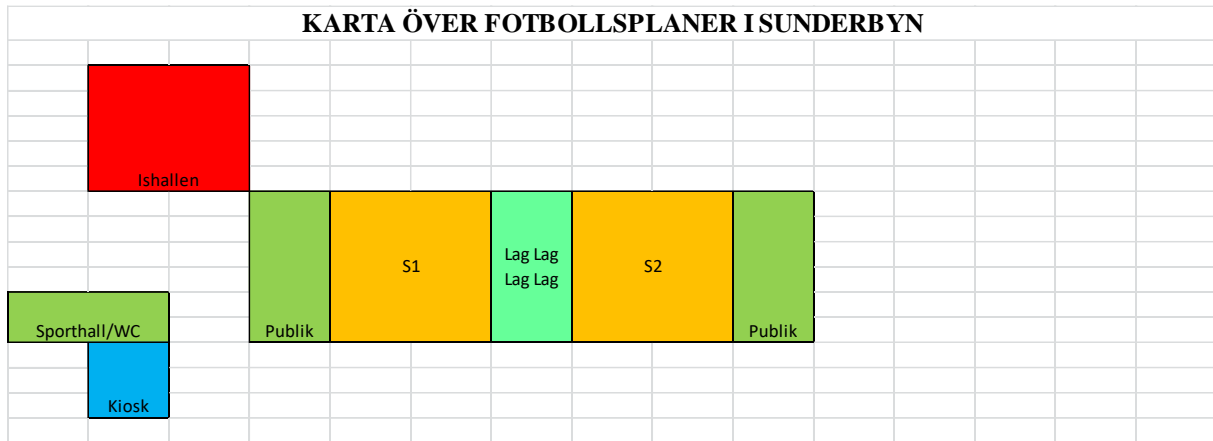 KARTA ÖVER FOTBOLLSPLANER I SUNDERBYN
Ishallen
S1
Lag Lag
Lag Lag
S2
Sporthall/WC
Publik
Publik
Kiosk